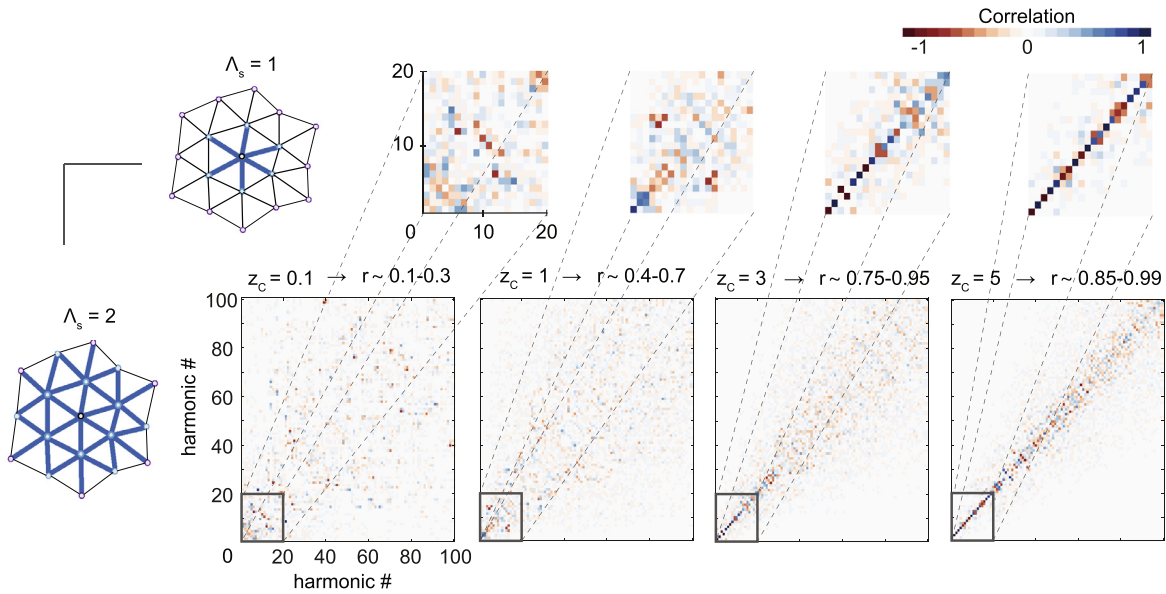 Correlation
-1 0 1
Λs = 1
20
10
0 10 20
zC = 0.1 → r ~ 0.1-0.3
zC = 1 → r ~ 0.4-0.7
zC = 3 → r ~ 0.75-0.95
zC = 5 → r ~ 0.85-0.99
Λs = 2
harmonic #
100
80
60
40
20
0 20 40 60 80 100
harmonic #